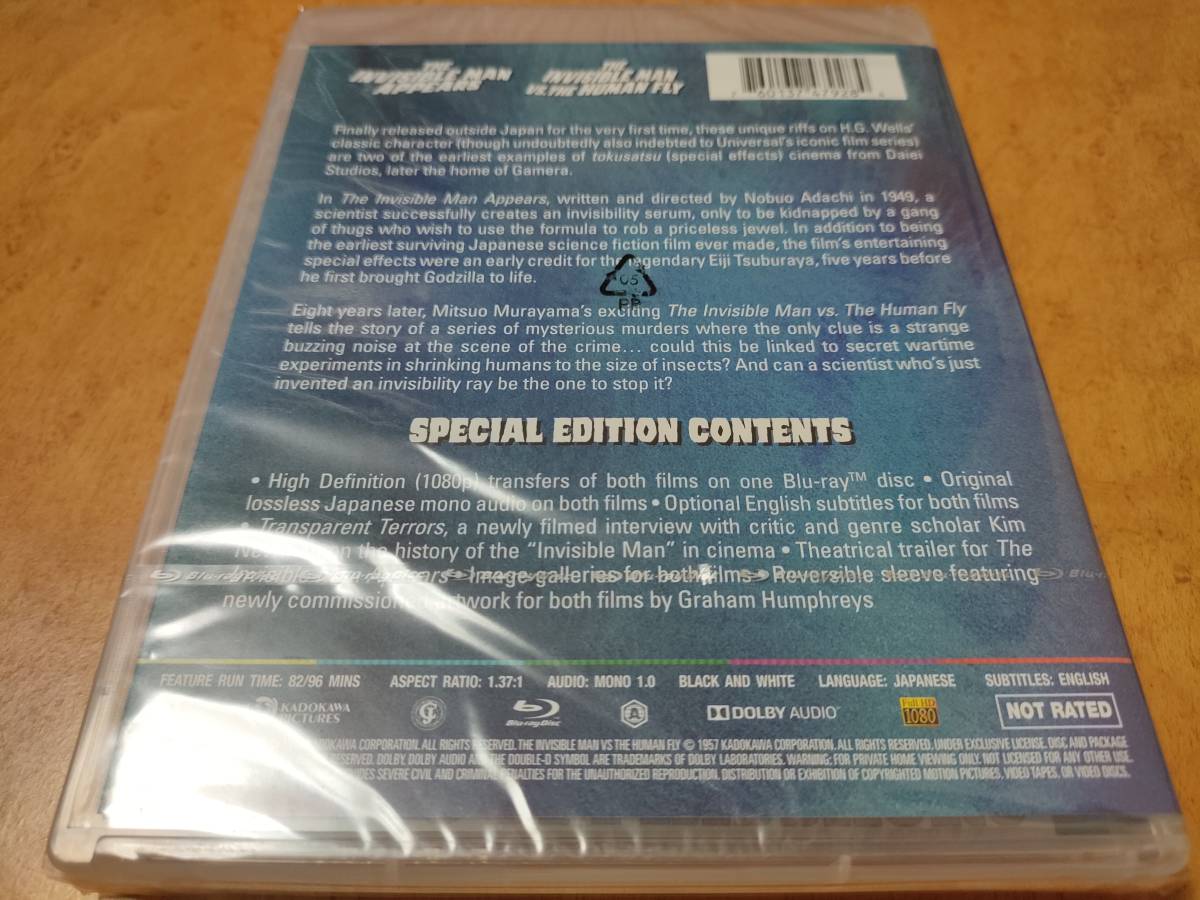 THE
INVISIBLE MAN
APPEARS
THE
INVISIBLE MAN
VS. THE HUMAN FLY
Finally released outside Japan for the very first time, these unique riffs on H.G. Wells'
classic character (though undoubtedly also indebted to Universal's iconic film series)
are two of the earliest examples of tokusatsu (special effects) cinema from Daiei
Studios, later the home of Gamera.
In The Invisible Man Appears, written and directed by Nobuo Adachi in 1949, a
scientist successfully creates an invisibility serum, only to be kidnapped by a gang
of thugs who wish to use the formula to rob a priceless jewel. In addition to being
the earliest surviving Japanese science fiction film ever made, the film's entertaining
special effects were an early credit for the legendary Eiji Tsuburaya, five years before
he first brought Godzilla to life.
05
PP
Eight years later, Mitsuo Murayama's exciting The Invisible Man vs. The Human Fly
tells the story of a series of mysterious murders where the only clue is a strange
buzzing noise at the scene of the crime... could this be linked to secret wartime
experiments in shrinking humans to the size of insects? And can a scientist who's just
invented an invisibility ray be the one to stop it?
SPECIAL EDITION CONTENTS
• High Definition (1080p) transfers of both films on one Blu-ray™ disc • Original
lossless Japanese mono audio on both films • Optional English subtitles for both films
• Transparent Terrors, a newly filmed interview with critic and genre scholar Kim
on the history of the "Invisible Man" in cinema • Theatrical trailer for The
Invisible Man Appears • Image galleries for both films • Reversible sleeve featuring
newly commissioned artwork for both films by Graham Humphreys
FEATURE RUN TIME: 82/96 MINS ASPECT RATIO: 1.37:1 AUDIO: MONO 1.0 BLACK AND WHITE LANGUAGE: JAPANESE SUBTITLES: ENGLISH
KADOKAWA
PICTURES
Blu-ray Disc
DOLBY AUDIO™
Full HD
1080
NOT RATED
KADOKAWA CORPORATION. ALL RIGHTS RESERVED. THE INVISIBLE MAN VS THE HUMAN FLY © 1957 KADOKAWA CORPORATION. ALL RIGHTS RESERVED. UNDER EXCLUSIVE LICENSE. DISC AND PACKAGE
RESERVED. DOLBY, DOLBY AUDIO AND THE DOUBLE-D SYMBOL ARE TRADEMARKS OF DOLBY LABORATORIES. WARNING: FOR PRIVATE HOME VIEWING ONLY. NOT LICENSED FOR ANY OTHER USE.
SEVERE CIVIL AND CRIMINAL PENALTIES FOR THE UNAUTHORIZED REPRODUCTION, DISTRIBUTION OR EXHIBITION OF COPYRIGHTED MOTION PICTURES, VIDEO TAPES, OR VIDEO DISCS.